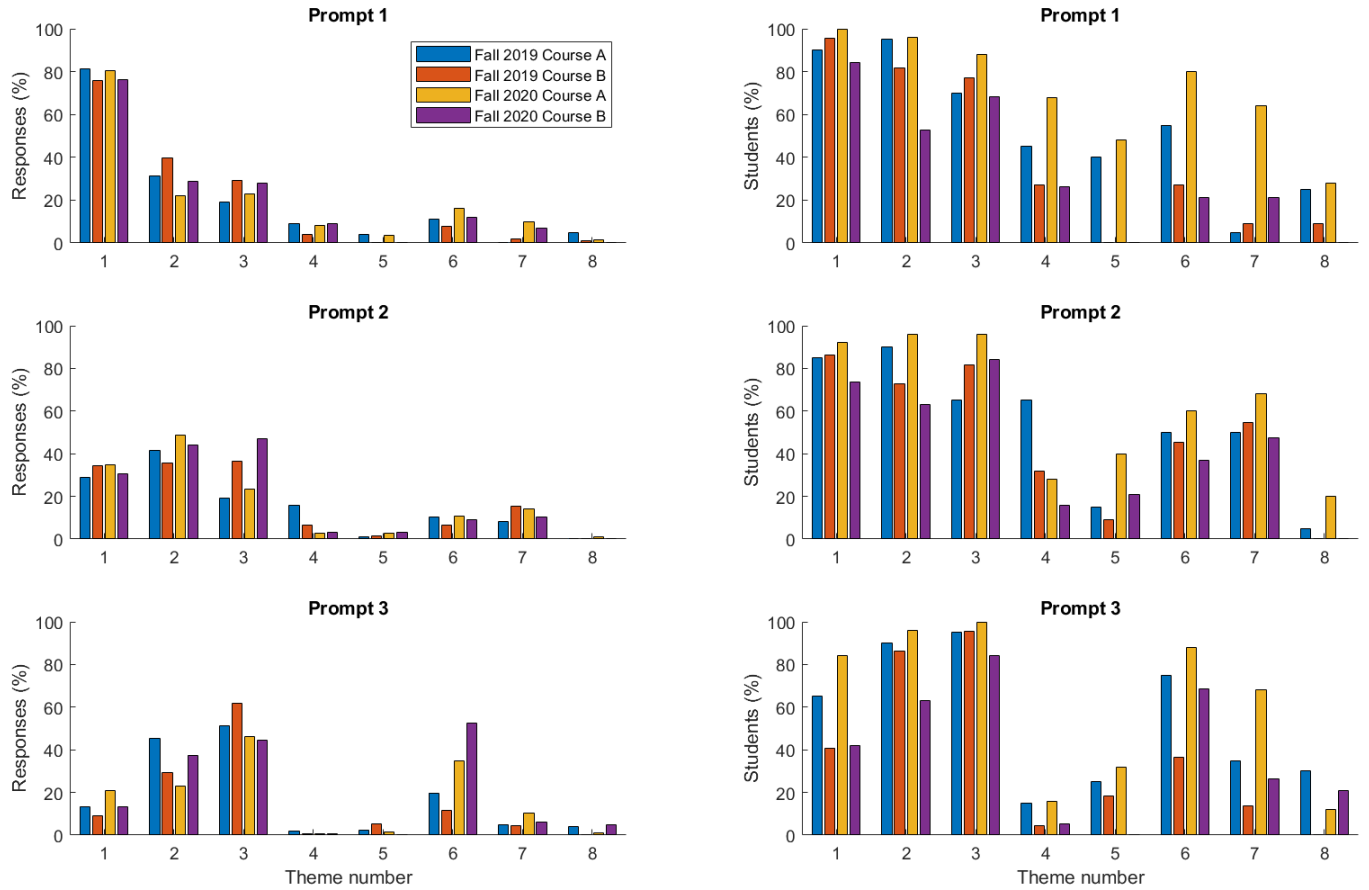 Prompt 1
Responses (%)
100
80
60
40
20
0
Fall 2019 Course A
Fall 2019 Course B
Fall 2020 Course A
Fall 2020 Course B
1 2 3 4 5 6 7 8
Prompt 1
Students (%)
100
80
60
40
20
0
1 2 3 4 5 6 7 8
Prompt 2
Responses (%)
100
80
60
40
20
0
1 2 3 4 5 6 7 8
Prompt 2
Students (%)
100
80
60
40
20
0
1 2 3 4 5 6 7 8
Prompt 3
Responses (%)
100
80
60
40
20
0
1 2 3 4 5 6 7 8
Theme number
Prompt 3
Students (%)
100
80
60
40
20
0
1 2 3 4 5 6 7 8
Theme number